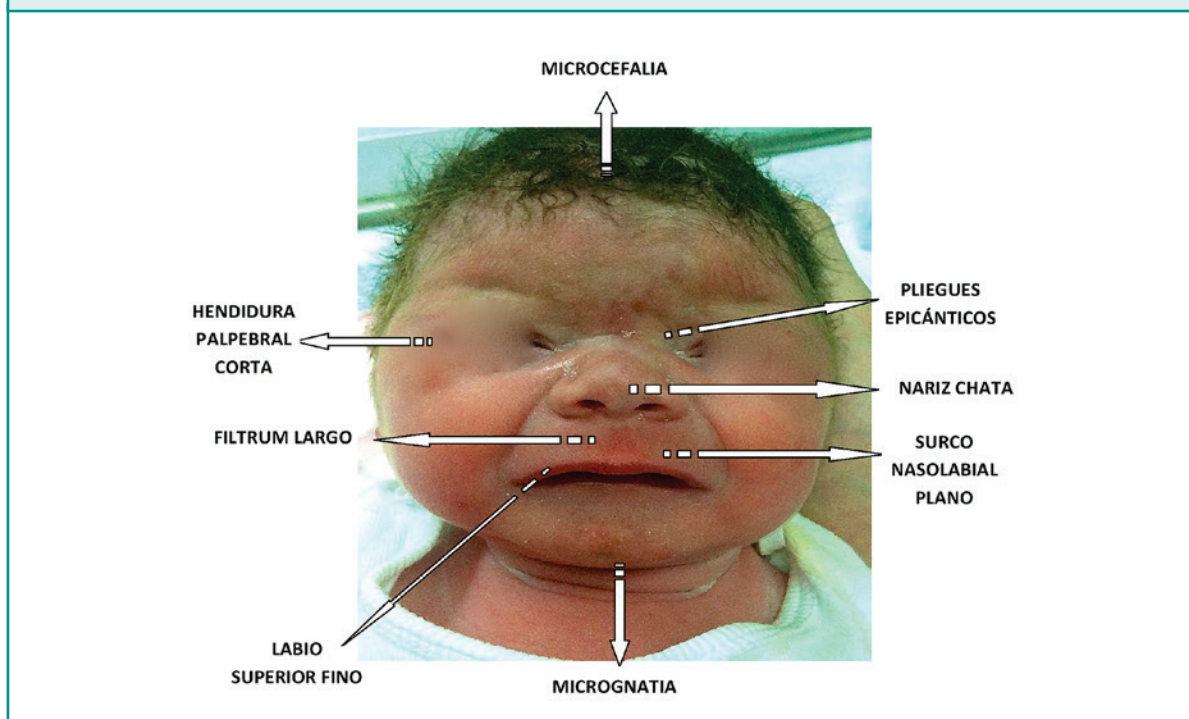 MICROCEFALIA
HENDIDURA
PALPEBRAL
CORTA
PLIEGUES
EPICÁNTICOS
NARIZ CHATA
FILTRUM LARGO
SURCO
NASOLABIAL
PLANO
LABIO
SUPERIOR FINO
MICROGNATIA